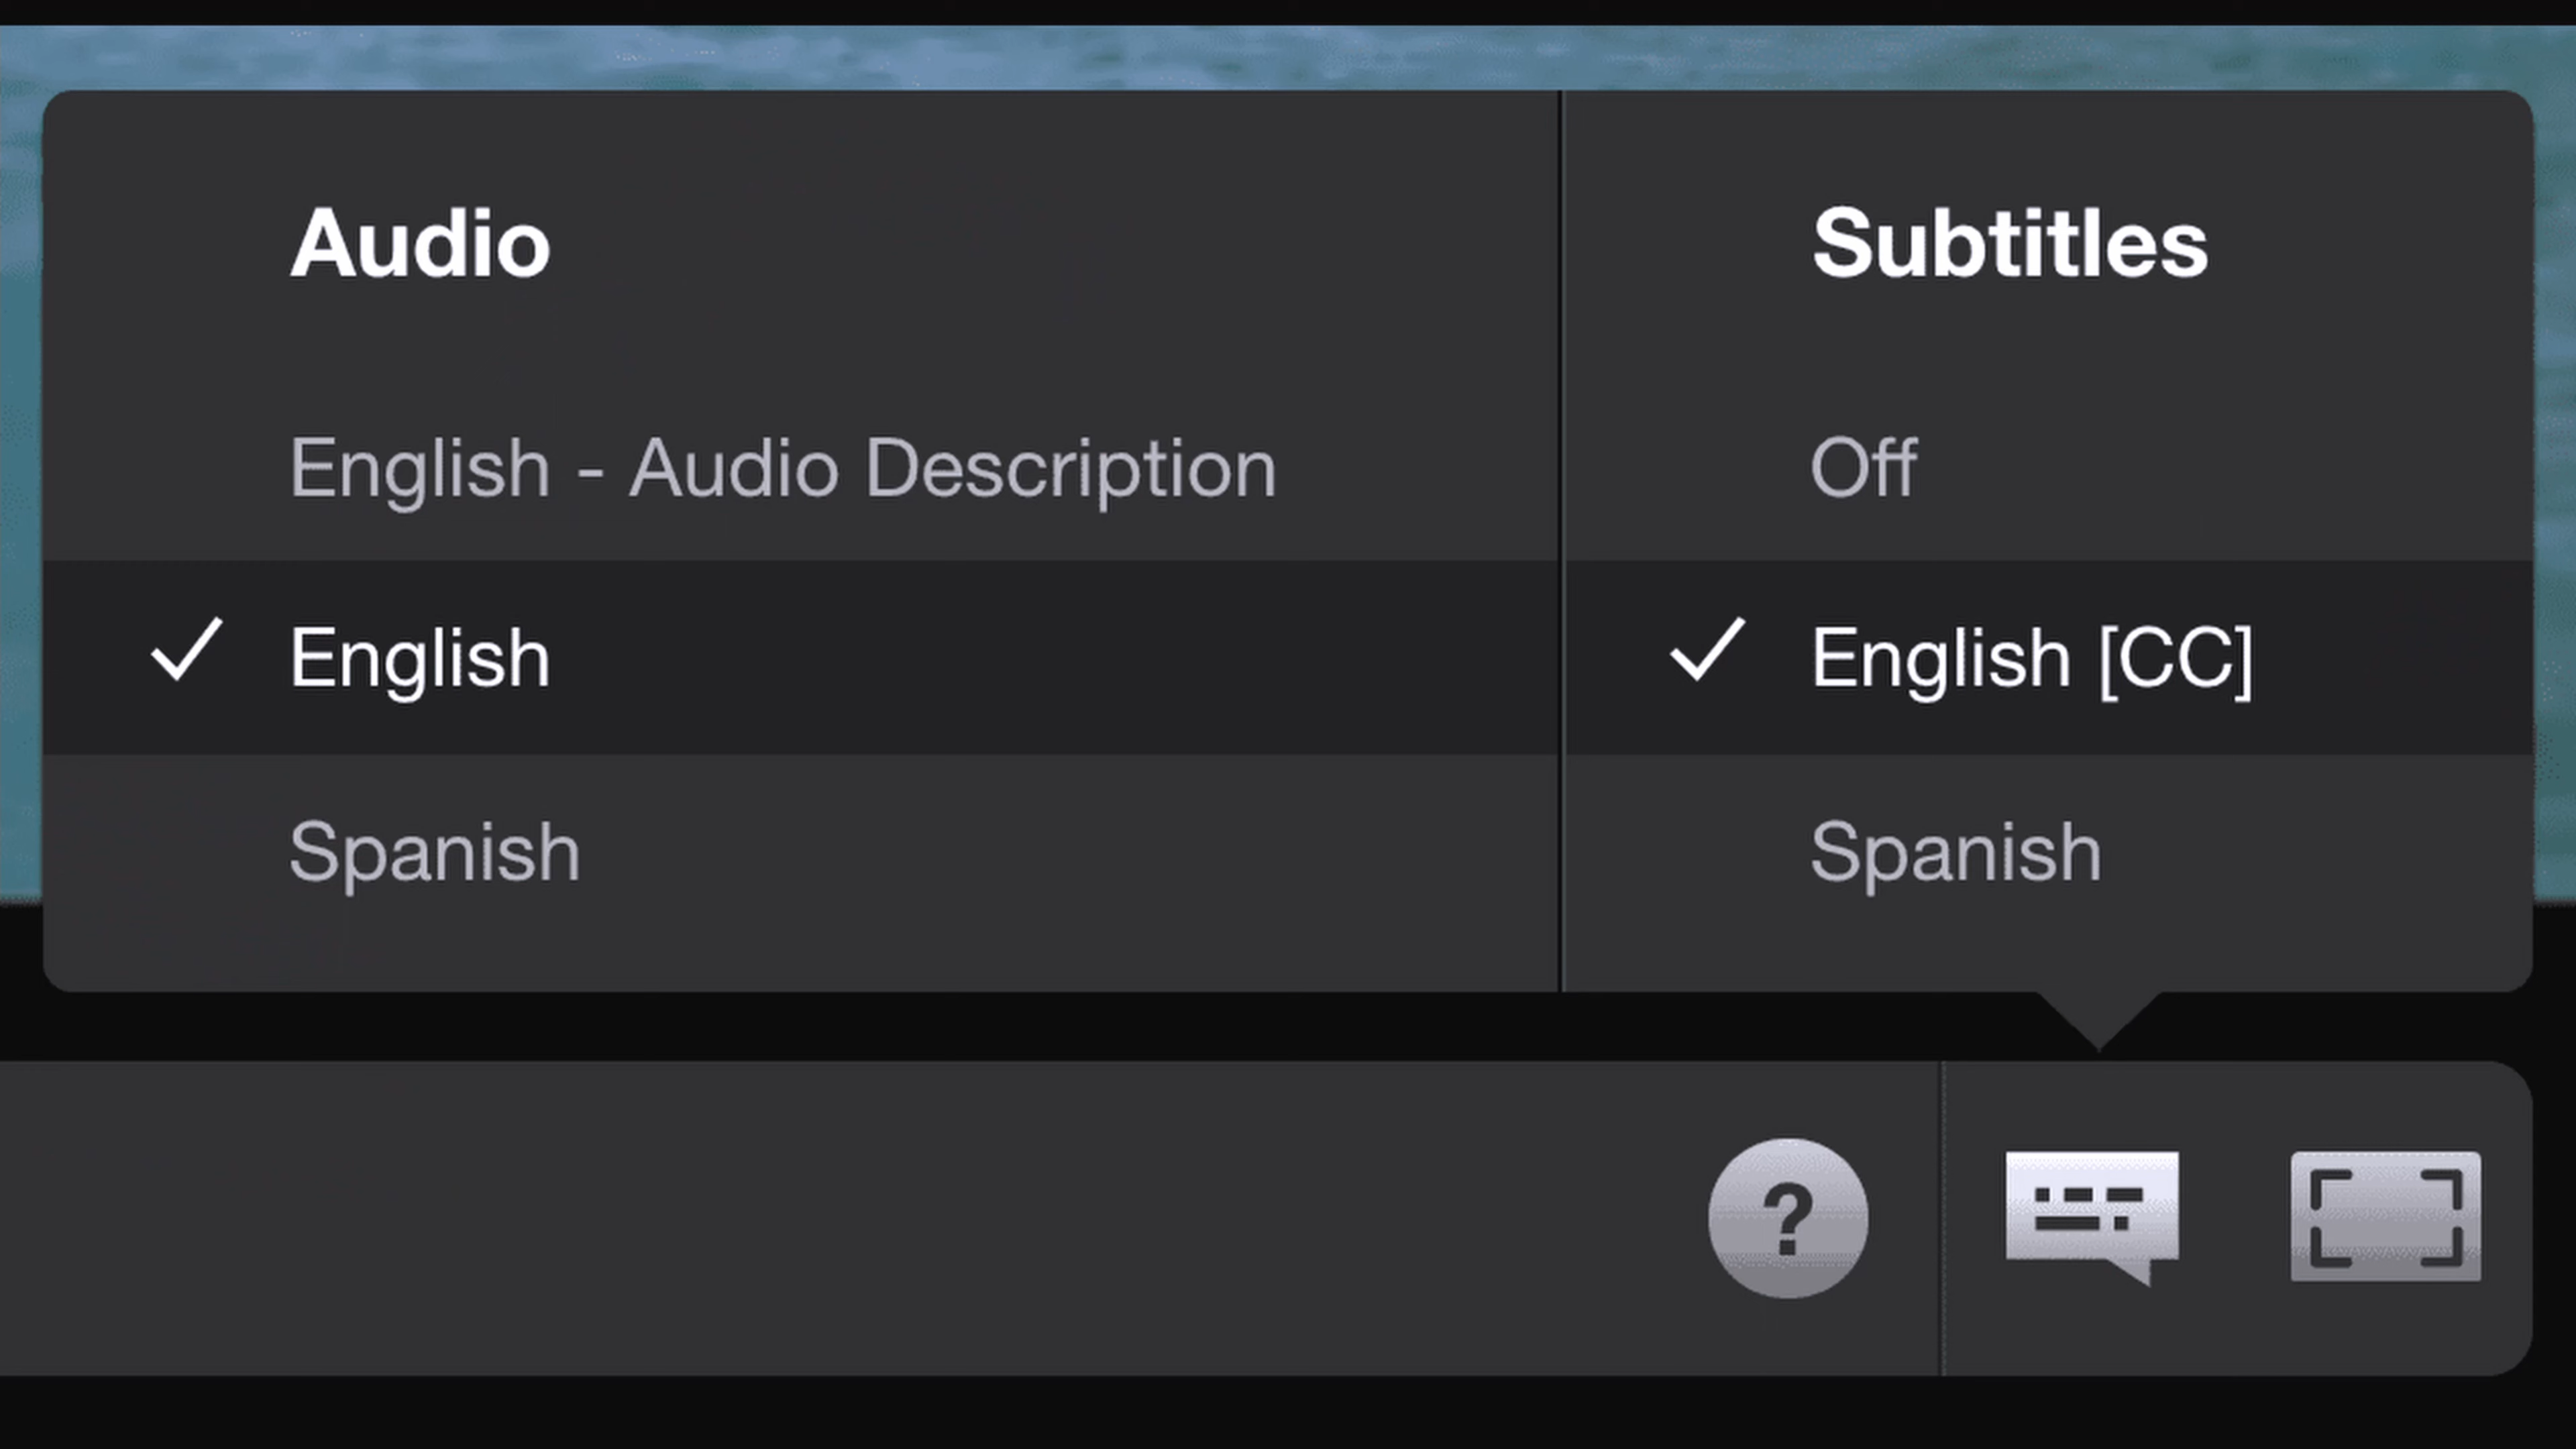 Audio
English - Audio Description
English
Spanish
Subtitles
Off
English [CC]
Spanish
?